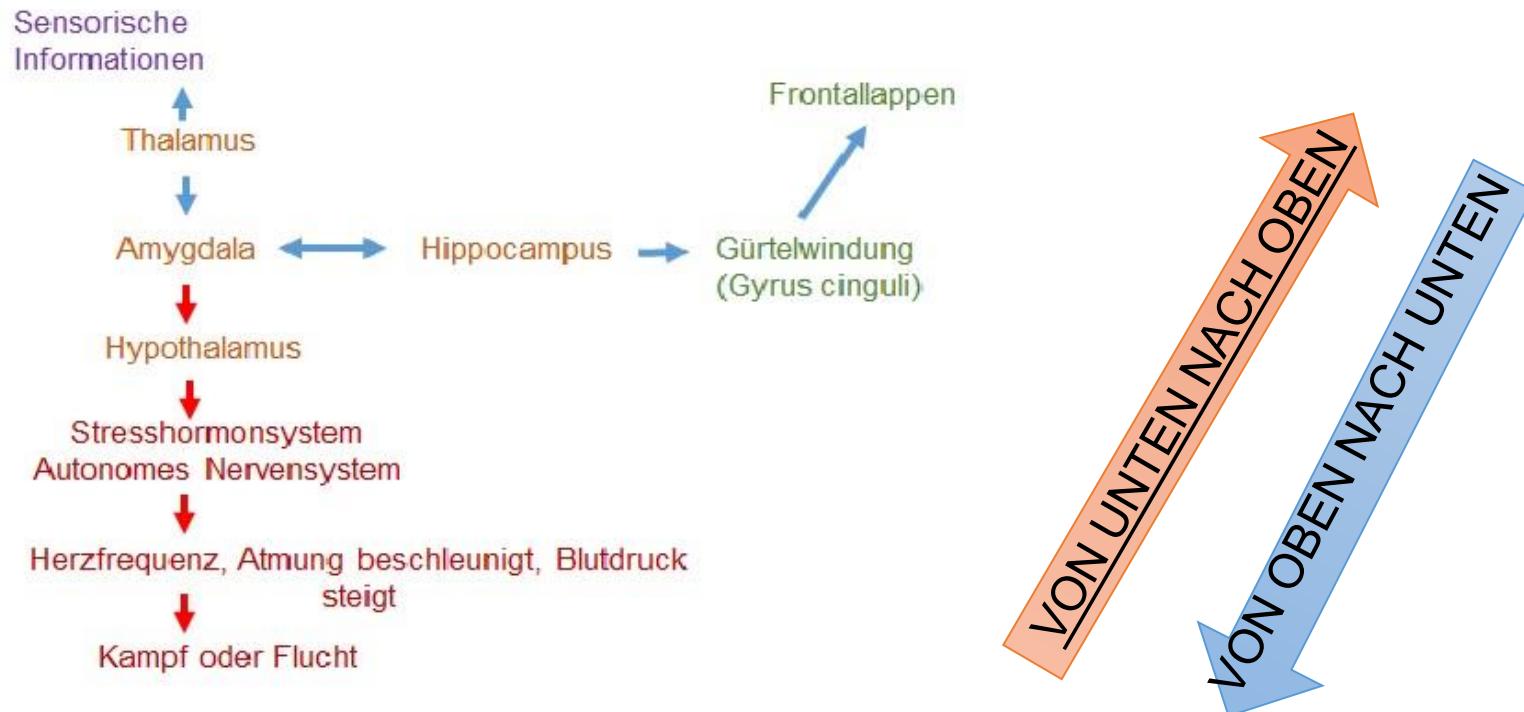 Sensorische
Informationen
Frontallappen
Thalamus
Amygdala
Hippocampus
Gürtelwindung
(Gyrus cinguli)
Hypothalamus
Stresshormonsystem
Autonomes Nervensystem
Herzfrequenz, Atmung beschleunigt, Blutdruck
steigt
Kampf oder Flucht
VON UNTEN NACH OBEN
VON OBEN NACH UNTEN